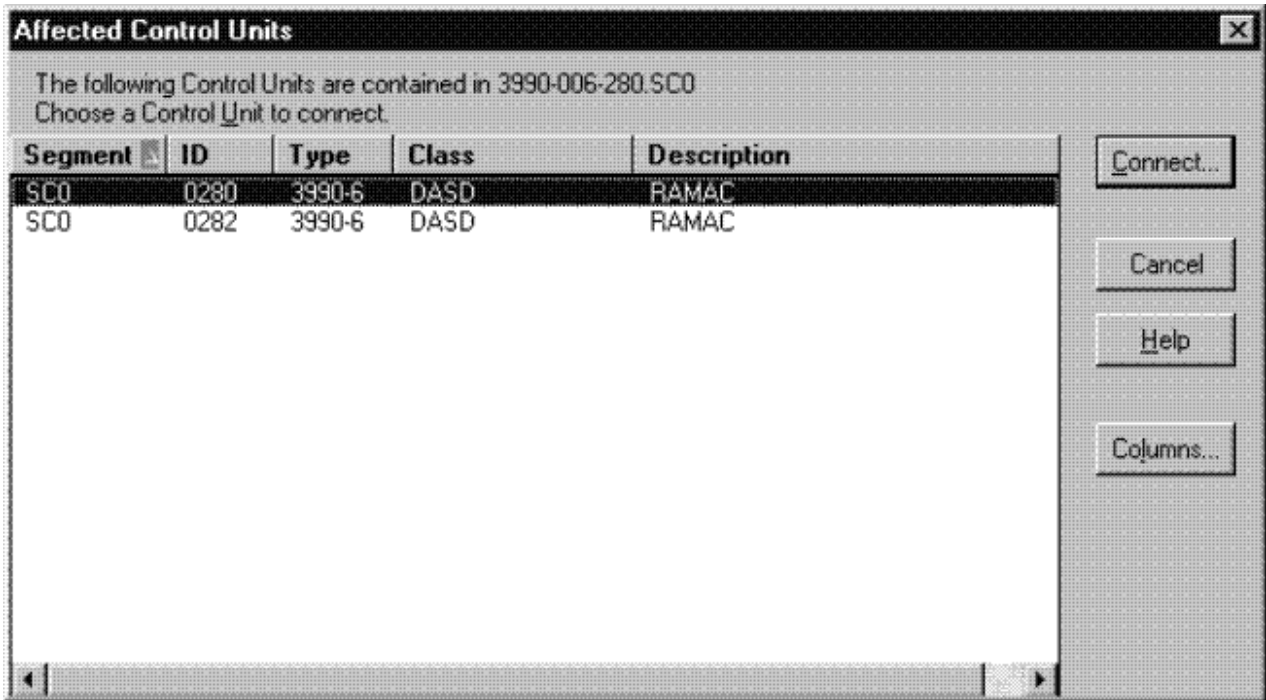 Affected Control Units
The following Control Units are contained in 3990-006-280.SC0
Choose a Control Unit to connect.
Segment ID Type Class Description
SC0 0280 3990-6 DASD RAMAC
SC0 0282 3990-6 DASD RAMAC
Connect...
Cancel
Help
Columns...